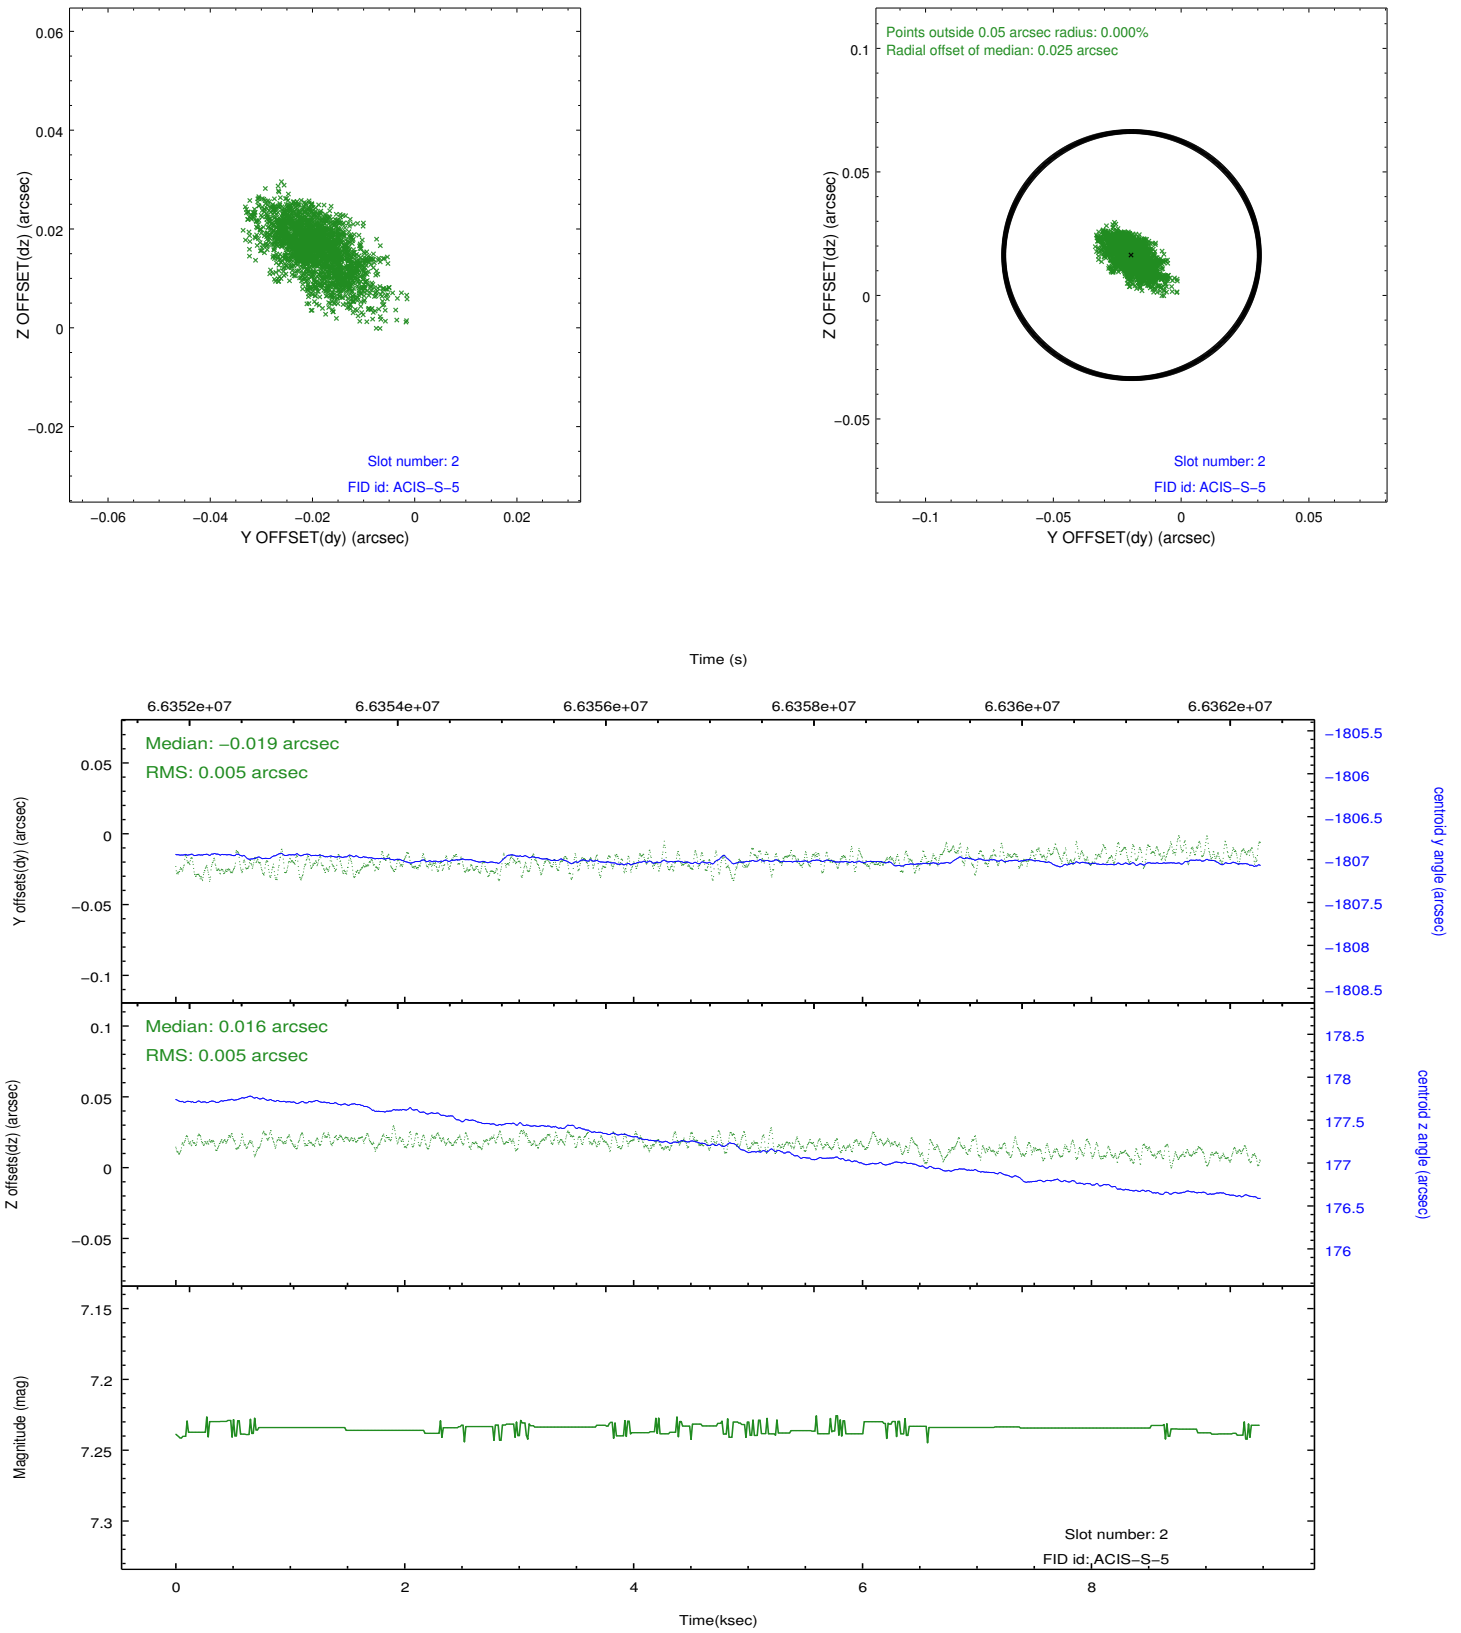 0.06
0.04
0.02
0
−0.02
Z OFFSET(dz) (arcsec)
Slot number: 2
FID id: ACIS−S−5
−0.06 −0.04 −0.02 0 0.02
Y OFFSET(dy) (arcsec)
Points outside 0.05 arcsec radius: 0.000%
Radial offset of median: 0.025 arcsec
0.1
0.05
0
−0.05
Z OFFSET(dz) (arcsec)
Slot number: 2
FID id: ACIS−S−5
−0.1 −0.05 0 0.05
Y OFFSET(dy) (arcsec)
Time (s)
6.6352e+07 6.6354e+07 6.6356e+07 6.6358e+07 6.636e+07 6.6362e+07
Median: −0.019 arcsec
RMS: 0.005 arcsec
0.05
0
−0.05
−0.1
Y offsets(dy) (arcsec)
−1805.5
−1806
−1806.5
−1807
−1807.5
−1808
−1808.5
centroid y angle (arcsec)
Median: 0.016 arcsec
RMS: 0.005 arcsec
0.1
0.05
0
−0.05
Z offsets(dz) (arcsec)
178.5
178
177.5
177
176.5
176
centroid z angle (arcsec)
7.15
7.2
7.25
7.3
Magnitude (mag)
Slot number: 2
FID id: ACIS−S−5
0 2 4 6 8
Time(ksec)